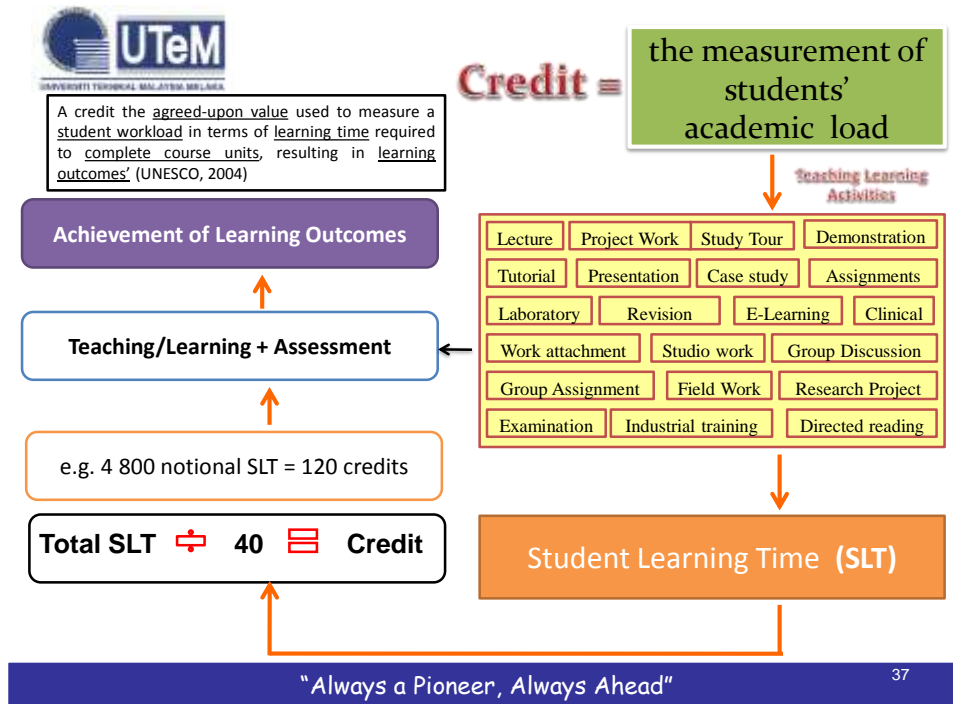 UTeM
UNIVERSITI TEKNIKAL MALAYSIA MELAKA
A credit the agreed-upon value used to measure a
student workload in terms of learning time required
to complete course units, resulting in learning
outcomes’ (UNESCO, 2004)
Credit =
the measurement of
students’
academic load
Teaching Learning
Activities
Achievement of Learning Outcomes
Teaching/Learning + Assessment
e.g. 4 800 notional SLT = 120 credits
Total SLT ÷ 40 = Credit
Lecture Project Work Study Tour Demonstration
Tutorial Presentation Case study Assignments
Laboratory Revision E-Learning Clinical
Work attachment Studio work Group Discussion
Group Assignment Field Work Research Project
Examination Industrial training Directed reading
Student Learning Time (SLT)
“Always a Pioneer, Always Ahead”
37